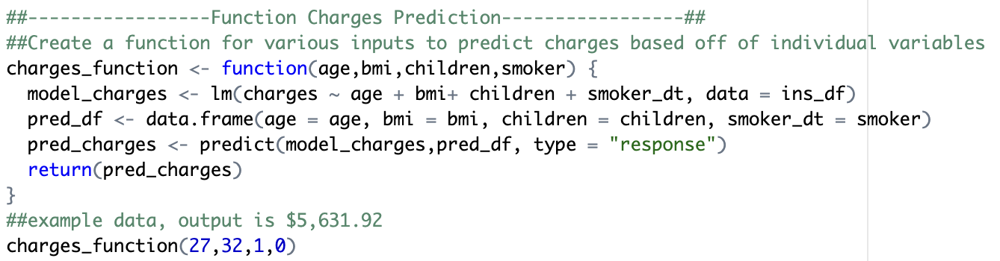 ##-----------------Function Charges Prediction-----------------##
##Create a function for various inputs to predict charges based off of individual variables
charges_function <- function(age,bmi,children,smoker) {
  model_charges <- lm(charges ~ age + bmi+ children + smoker_dt, data = ins_df)
  pred_df <- data.frame(age = age, bmi = bmi, children = children, smoker_dt = smoker)
  pred_charges <- predict(model_charges,pred_df, type = "response")
  return(pred_charges)
}
##example data, output is $5,631.92
charges_function(27,32,1,0)